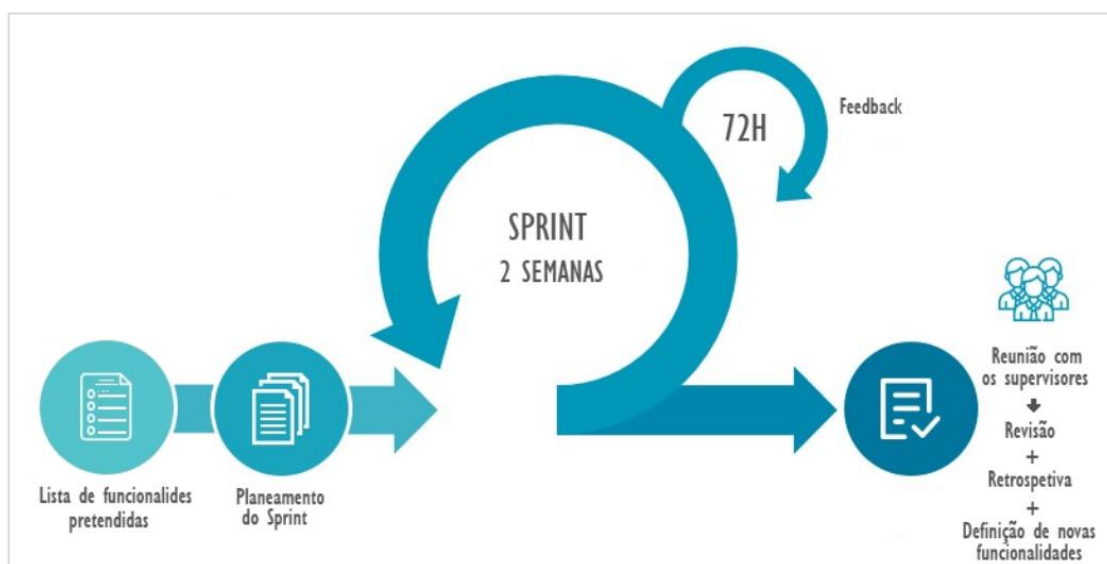 Lista de funcionalides
pretendidas
Planeamento
do Sprint
SPRINT
2 SEMANAS
72H
Feedback
Reunião com
os supervisores
Revisão
+
Retrospetiva
+
Definição de novas
funcionalidades